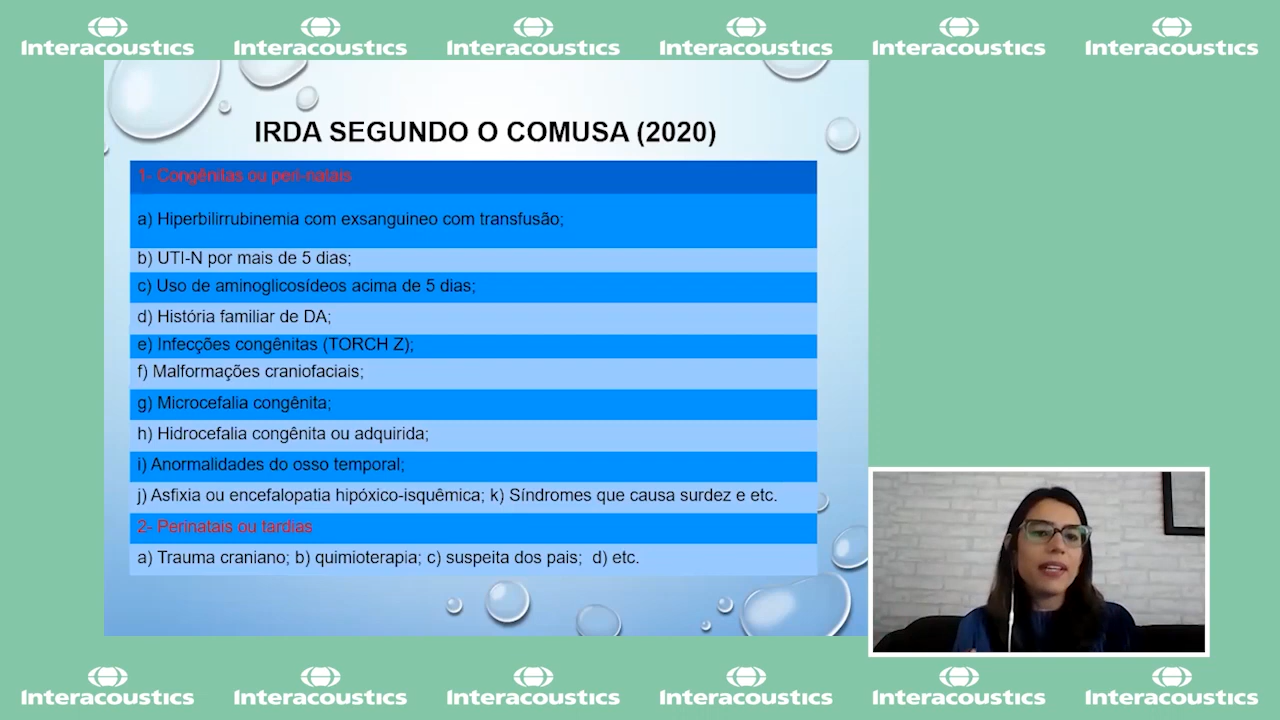 Interacoustics Interacoustics Interacoustics Interacoustics Interacoustics Interacoustics
IRDA SEGUNDO O COMUSA (2020)
1- Congênitas ou peri-natais
a) Hiperbilirrubinemia com exsanguineo com transfusão;
b) UTI-N por mais de 5 dias;
c) Uso de aminoglicosídeos acima de 5 dias;
d) História familiar de DA;
e) Infecções congênitas (TORCH Z);
f) Malformações craniofaciais;
g) Microcefalia congênita;
h) Hidrocefalia congênita ou adquirida;
i) Anormalidades do osso temporal;
j) Asfixia ou encefalopatia hipóxico-isquêmica; k) Síndromes que causa surdez e etc.
2- Perinatais ou tardias
a) Trauma craniano; b) quimioterapia; c) suspeita dos pais; d) etc.
Interacoustics Interacoustics Interacoustics Interacoustics Interacoustics Interacoustics